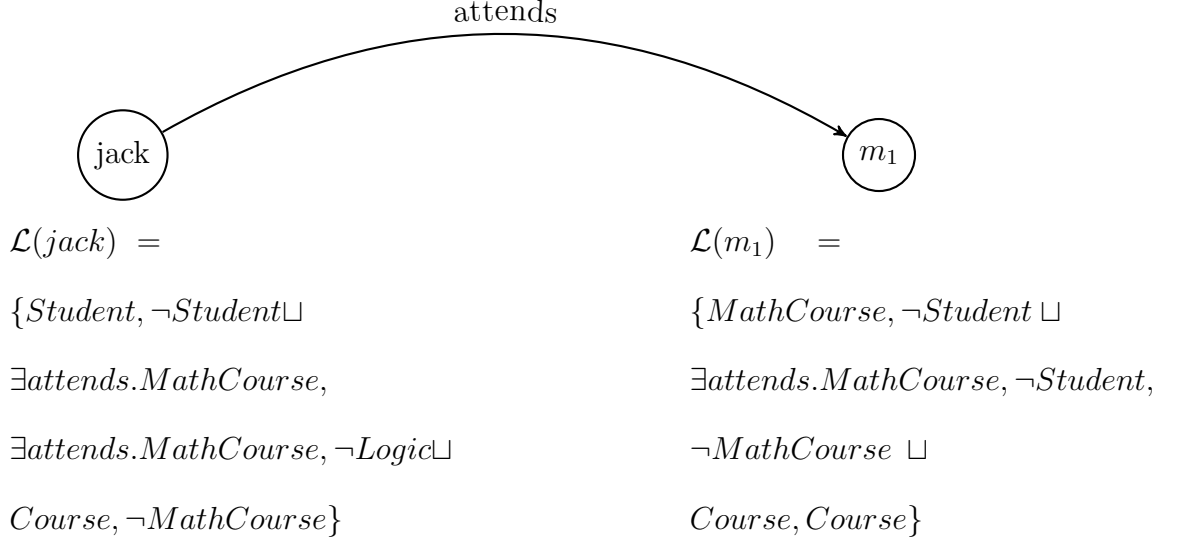 attends
jack
m₁
ℒ(jack) =
{Student, ¬Student⊔
∃attends.MathCourse,
∃attends.MathCourse, ¬Logic⊔
Course, ¬MathCourse}
ℒ(m₁) =
{MathCourse, ¬Student ⊔
∃attends.MathCourse, ¬Student,
¬MathCourse ⊔
Course, Course}